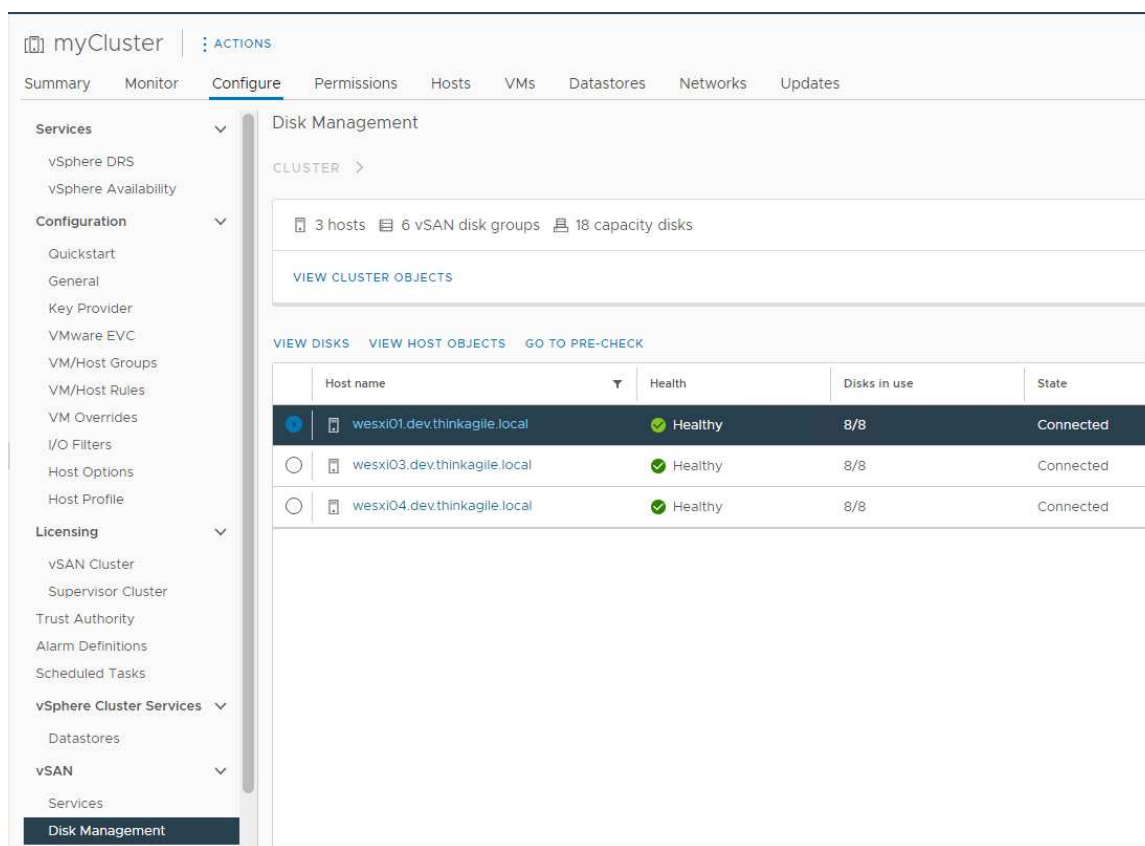 myCluster ACTIONS
Summary Monitor Configure Permissions Hosts VMs Datastores Networks Updates
Services
vSphere DRS
vSphere Availability
Configuration
Quickstart
General
Key Provider
VMware EVC
VM/Host Groups
VM/Host Rules
VM Overrides
I/O Filters
Host Options
Host Profile
Licensing
vSAN Cluster
Supervisor Cluster
Trust Authority
Alarm Definitions
Scheduled Tasks
vSphere Cluster Services
Datastores
vSAN
Services
Disk Management
Disk Management
CLUSTER >
3 hosts 6 vSAN disk groups 18 capacity disks
VIEW CLUSTER OBJECTS
VIEW DISKS VIEW HOST OBJECTS GO TO PRE-CHECK
Host name Health Disks in use State
wesxi01.dev.thinkagile.local Healthy 8/8 Connected
wesxi03.dev.thinkagile.local Healthy 8/8 Connected
wesxi04.dev.thinkagile.local Healthy 8/8 Connected